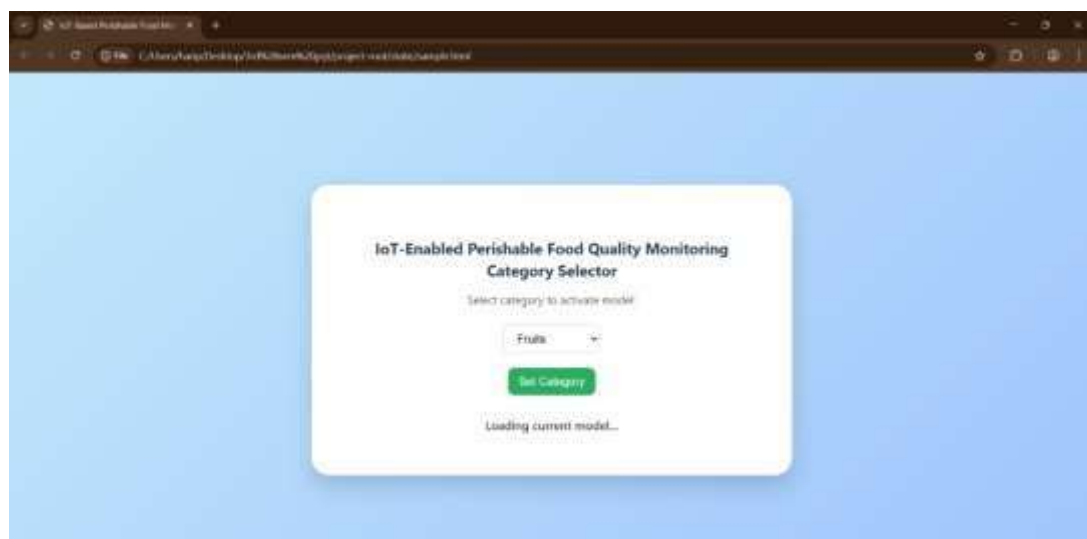 File
IoT-Enabled Perishable Food Quality Monitoring
Category Selector
Select category to activate model
Fruits
Set Category
Loading current model...